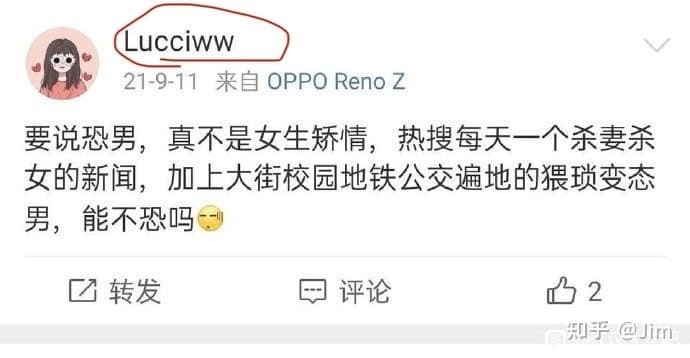 Lucciww
21-9-11 来自 OPPO Reno Z
要说恐男，真不是女生矫情，热搜每天一个杀妻杀
女的新闻，加上大街校园地铁公交遍地的猥琐变态
男，能不恐吗
转发 评论 2
知乎 @Jim